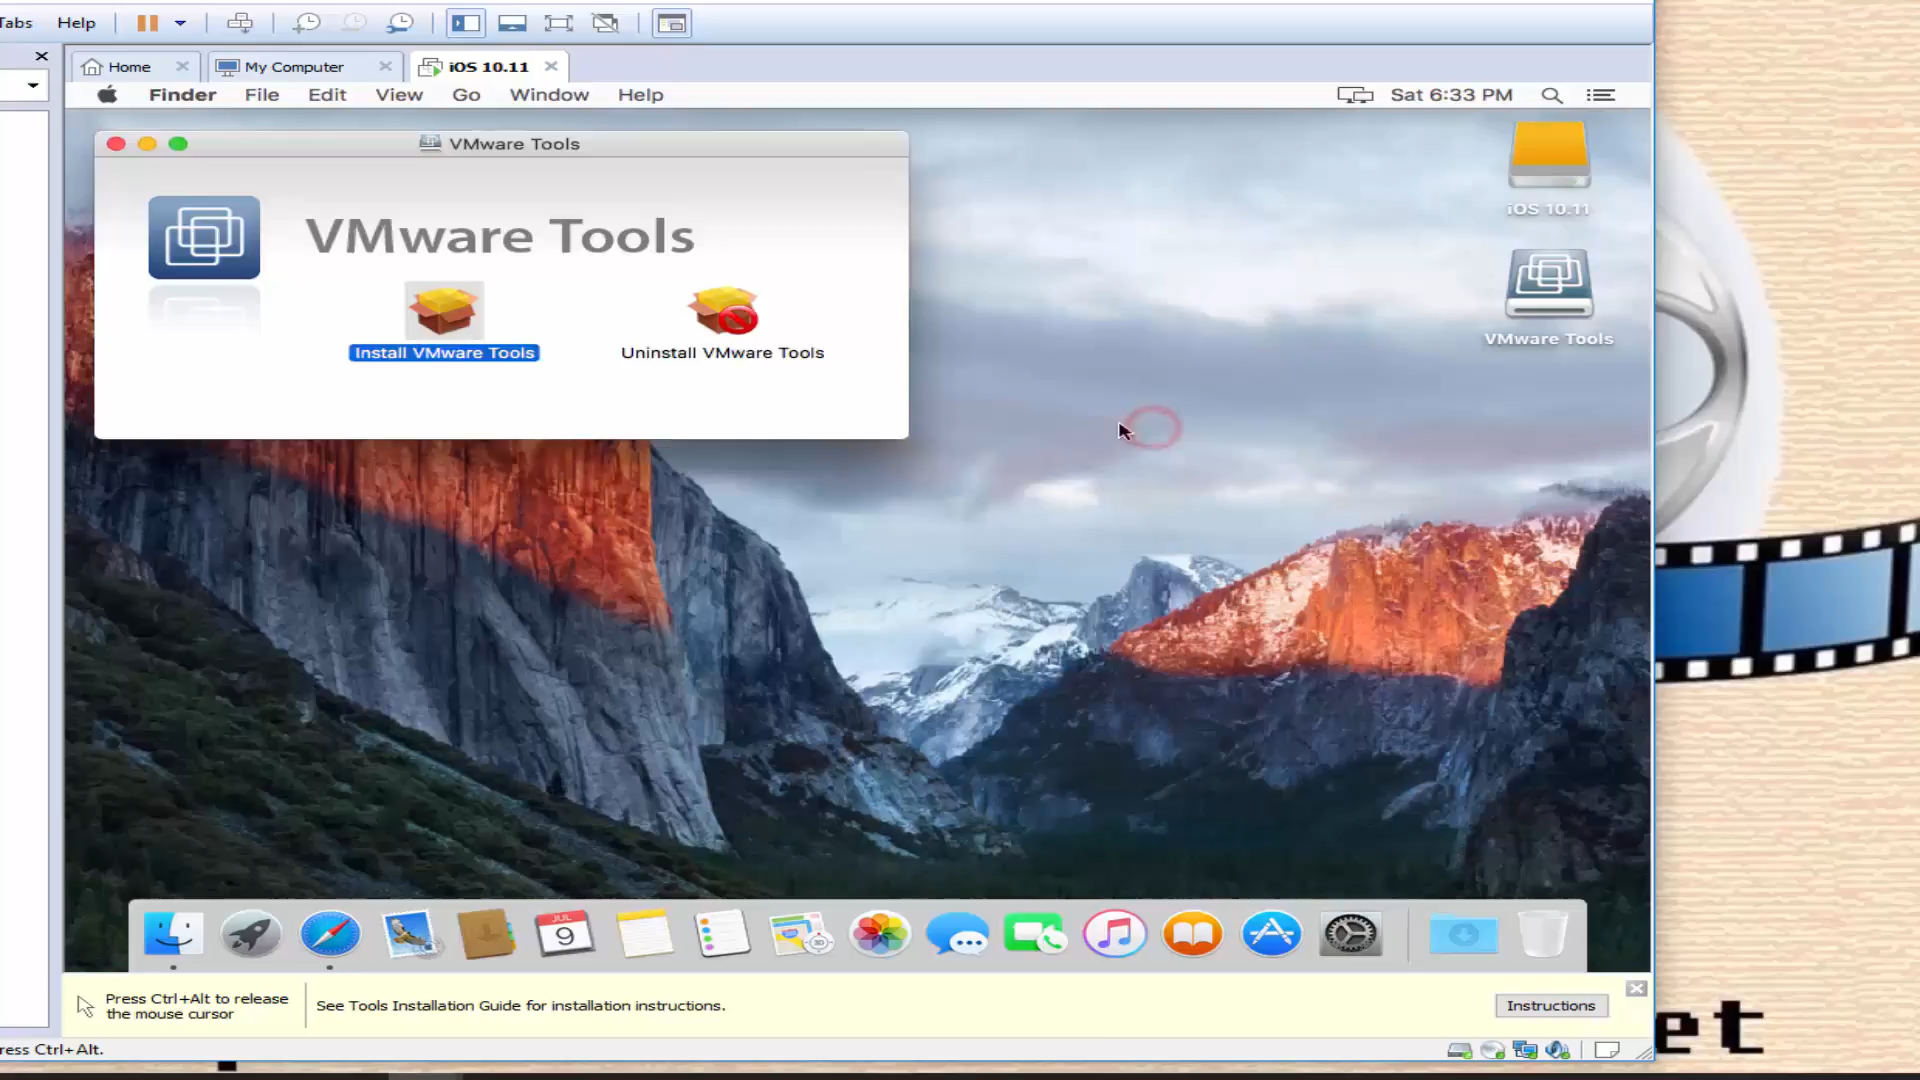 Tabs Help
Home My Computer iOS 10.11
Finder File Edit View Go Window Help Sat 6:33 PM
VMware Tools
VMware Tools
Install VMware Tools Uninstall VMware Tools
iOS 10.11
VMware Tools
JUL
9
3D
Press Ctrl+Alt to release
the mouse cursor
See Tools Installation Guide for installation instructions.
Instructions
ress Ctrl+Alt.
et